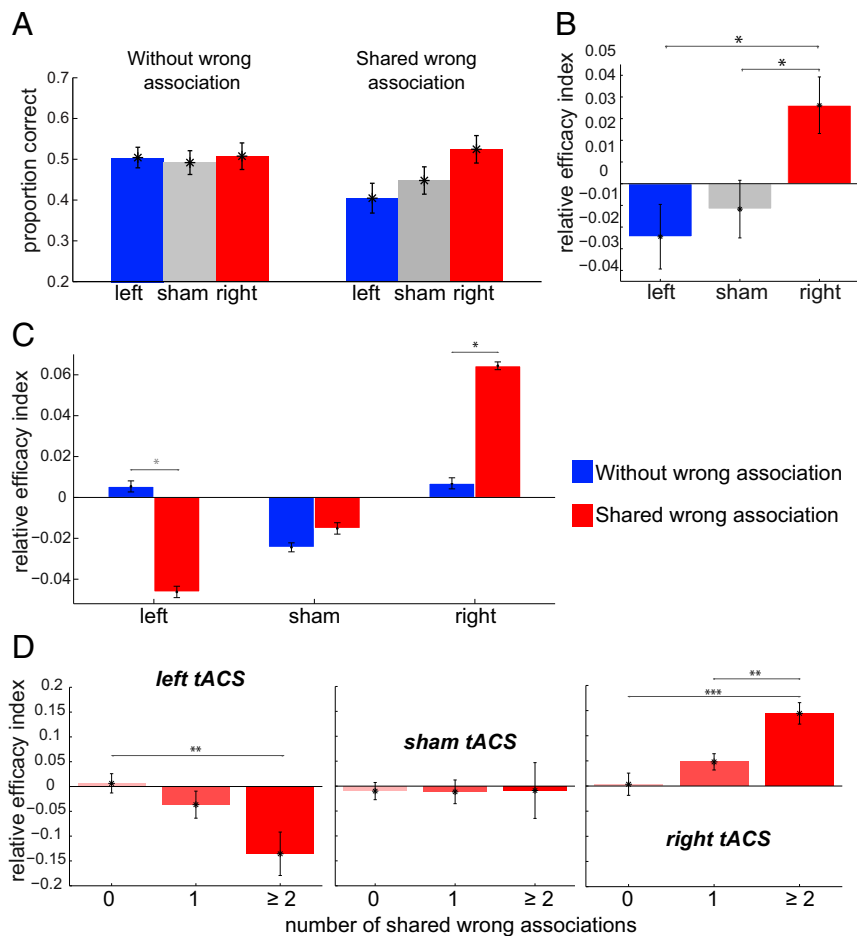 A
Without wrong
association
Shared wrong
association
proportion correct
0.7
0.6
0.5
0.4
0.3
0.2
left sham right
left sham right
B
relative efficacy index
0.05
0.05
0.03
0.01
0
−0.01
−0.03
−0.04
*
*
left sham right
C
relative efficacy index
0.06
0.04
0.02
0
−0.02
−0.04
*
*
left sham right
Without wrong association
Shared wrong association
D
relative efficacy index
0.2
0.15
0.1
0.05
0
−0.05
−0.1
−0.15
−0.2
left tACS
**
sham tACS
**
***
right tACS
0 1 ≥ 2
0 1 ≥ 2
0 1 ≥ 2
number of shared wrong associations